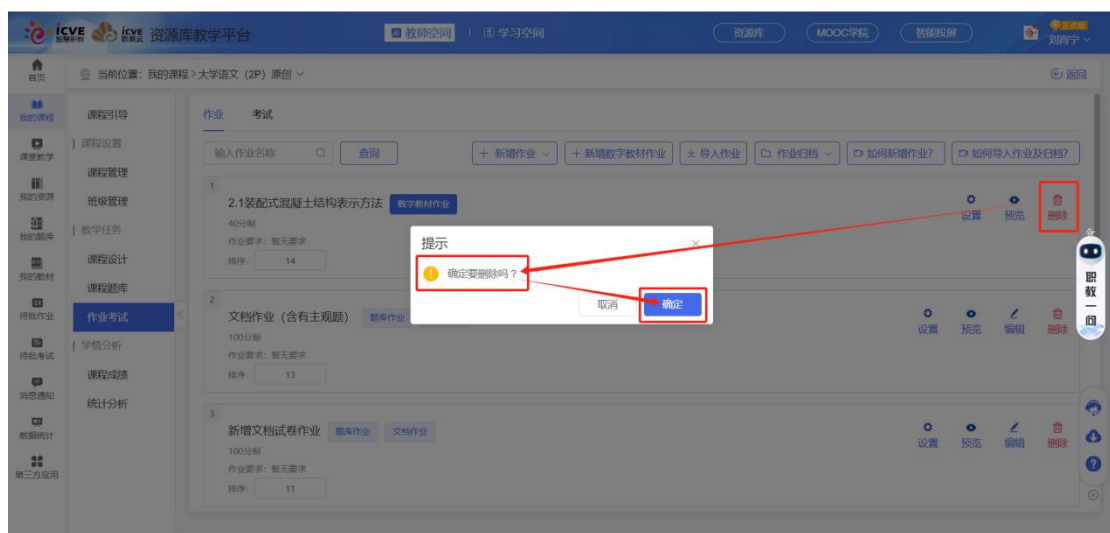 icve 智慧职教 icve 职教云 资源库教学平台 教师空间 学习空间 资源库 MOOC学院 智能投屏 正式版
刘向宁
首页 当前位置：我的课程 > 大学语文（2P）原创 返回
我的课程
课堂教学
我的资源
我的题库
我的教材
待批作业
待批考试
消息通知
数据统计
第三方应用
课程引导
课程设置
课程管理
班级管理
教学任务
课程设计
课程题库
作业考试
学情分析
课程成绩
统计分析
作业 考试
输入作业名称 查询 + 新增作业 + 新增数字教材作业 导入作业 作业归档 如何新增作业? 如何导入作业及归档?
1
2.1装配式混凝土结构表示方法 数字教材作业
40分制
作业要求：暂无要求
排序： 14
设置 预览 删除
提示 ×
确定要删除吗？
取消 确定
2
文档作业（含有主观题） 题库作业
100分制
作业要求：暂无要求
排序： 13
设置 预览 编辑 删除
3
新增文档试卷作业 题库作业 文档作业
100分制
作业要求：暂无要求
排序： 11
设置 预览 编辑 删除
职教一问